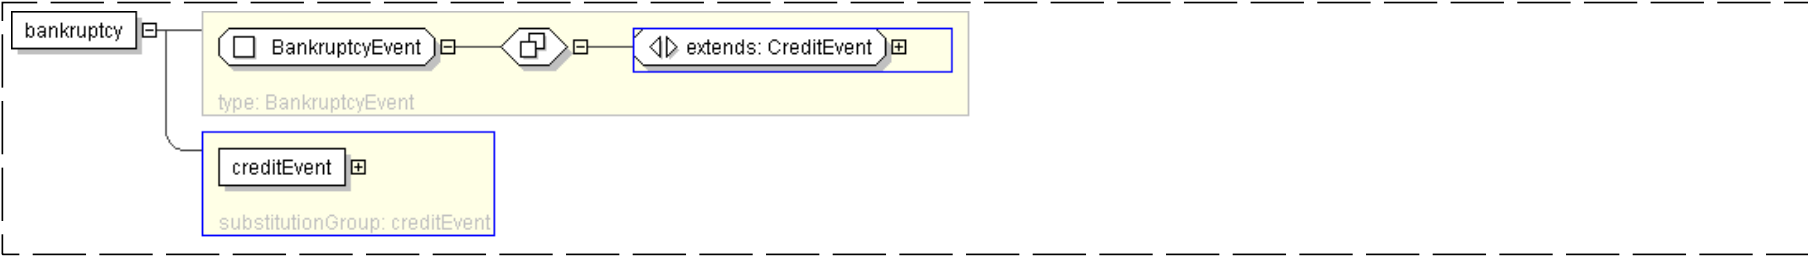 bankruptcy
BankruptcyEvent
extends: CreditEvent
type: BankruptcyEvent
creditEvent
substitutionGroup: creditEvent